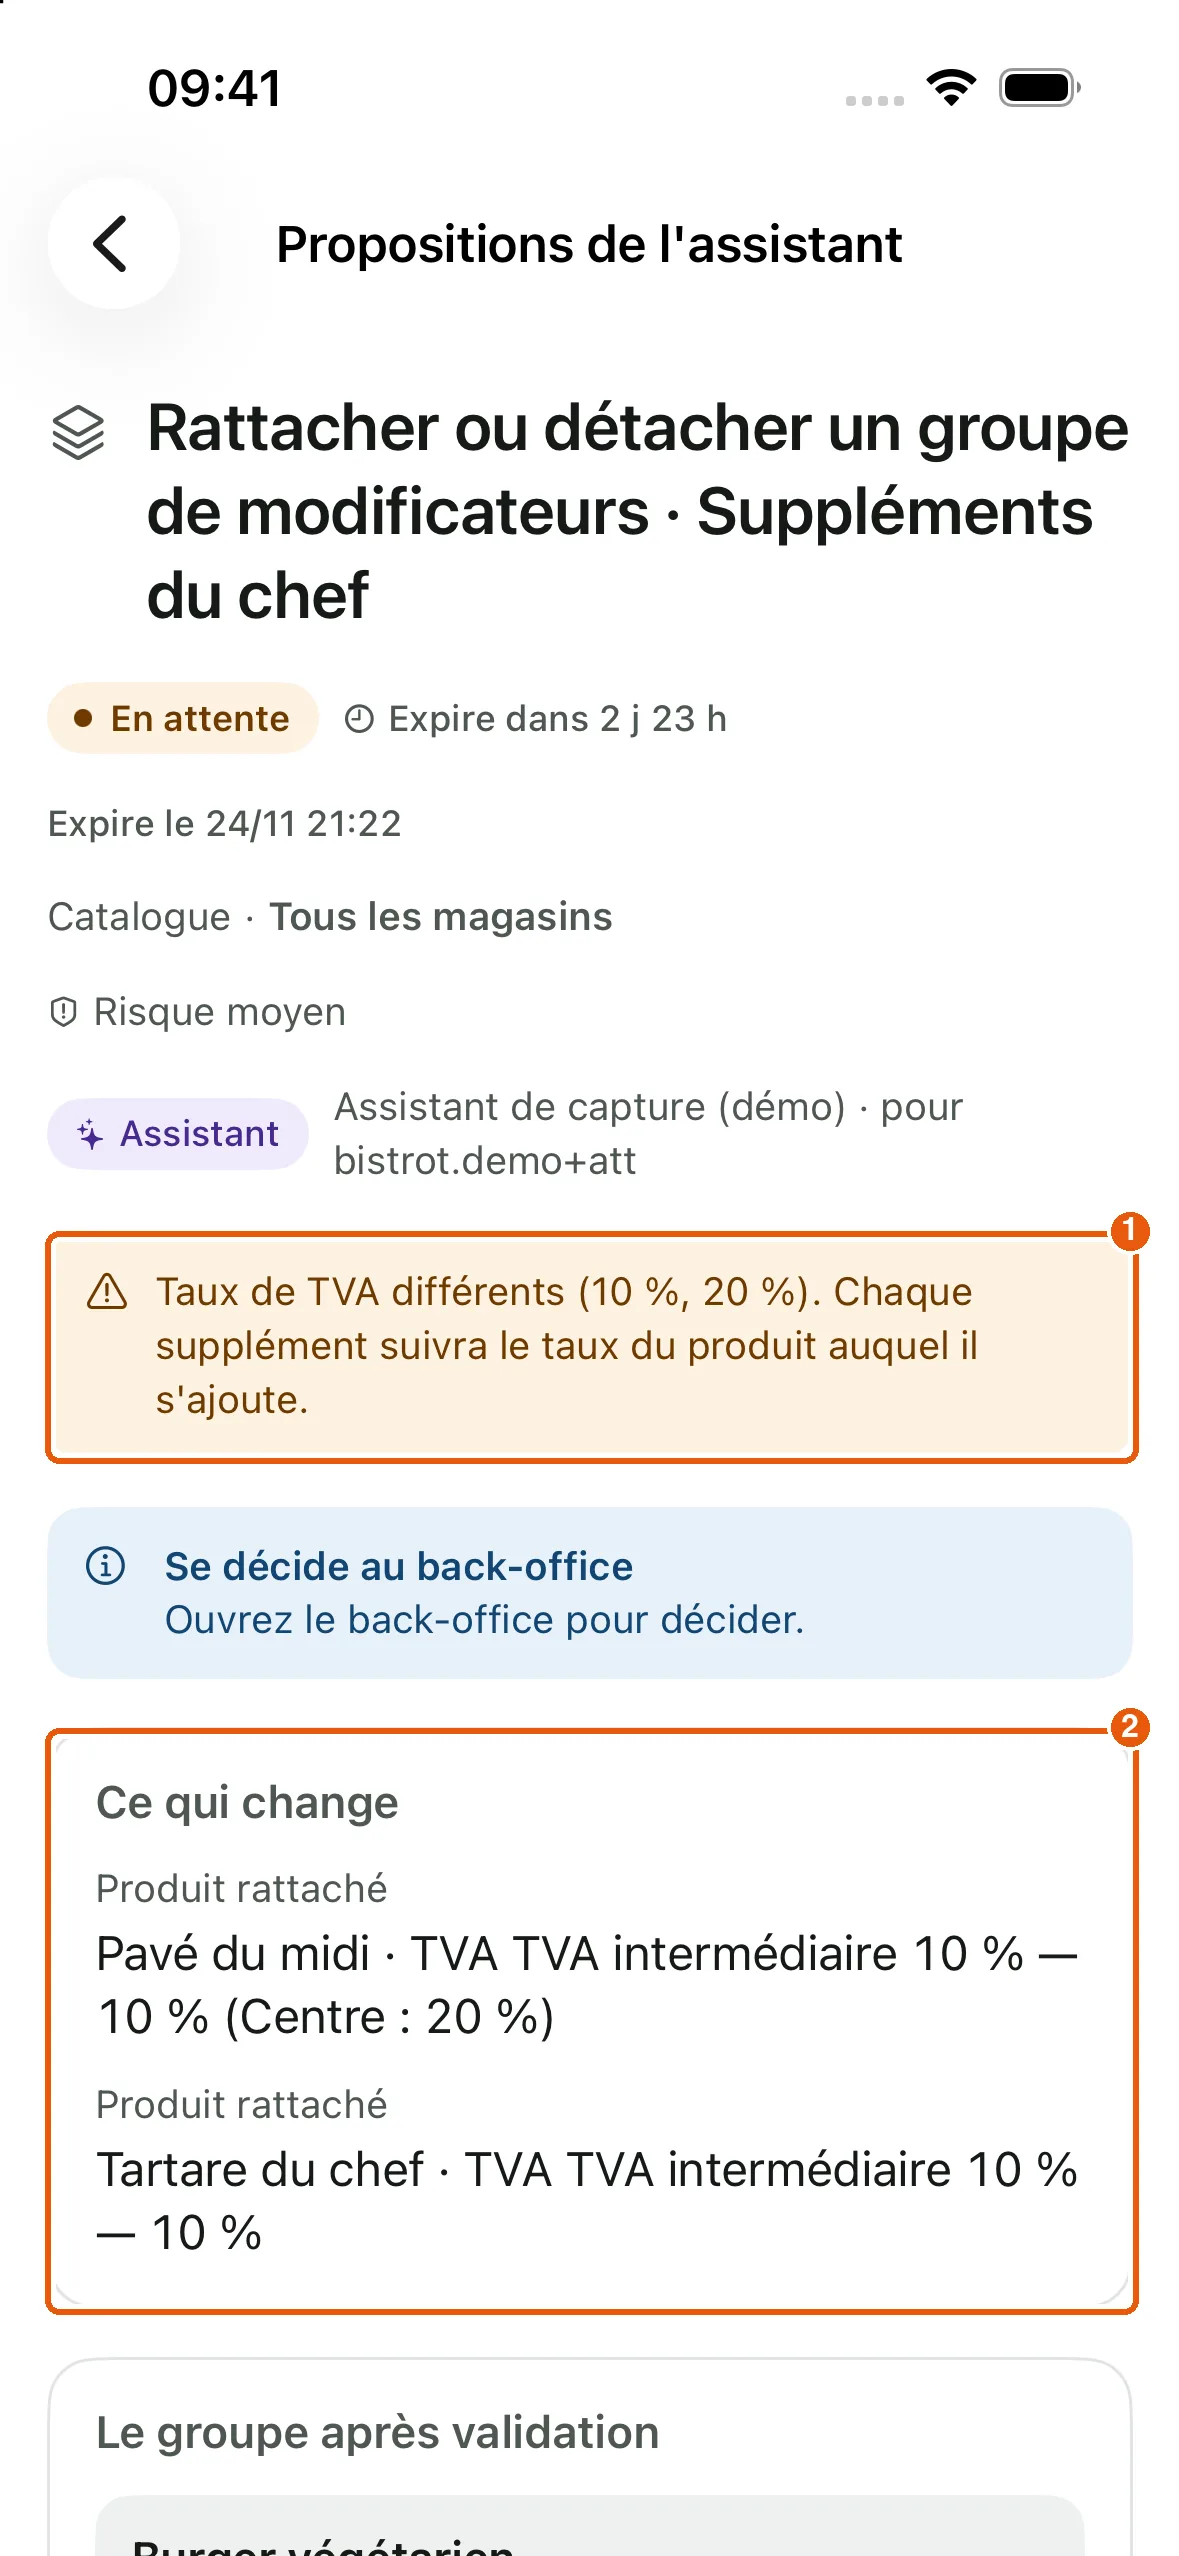 09:41
Propositions de l'assistant
Rattacher ou détacher un groupe
de modificateurs · Suppléments
du chef
En attente
Expire dans 2 j 23 h
Expire le 24/11 21:22
Catalogue · Tous les magasins
Risque moyen
Assistant
Assistant de capture (démo) · pour
bistrot.demo+att
1
Taux de TVA différents (10 %, 20 %). Chaque
supplément suivra le taux du produit auquel il
s'ajoute.
Se décide au back-office
Ouvrez le back-office pour décider.
2
Ce qui change
Produit rattaché
Pavé du midi · TVA TVA intermédiaire 10 % —
10 % (Centre : 20 %)
Produit rattaché
Tartare du chef · TVA TVA intermédiaire 10 %
— 10 %
Le groupe après validation
Burger végétarien